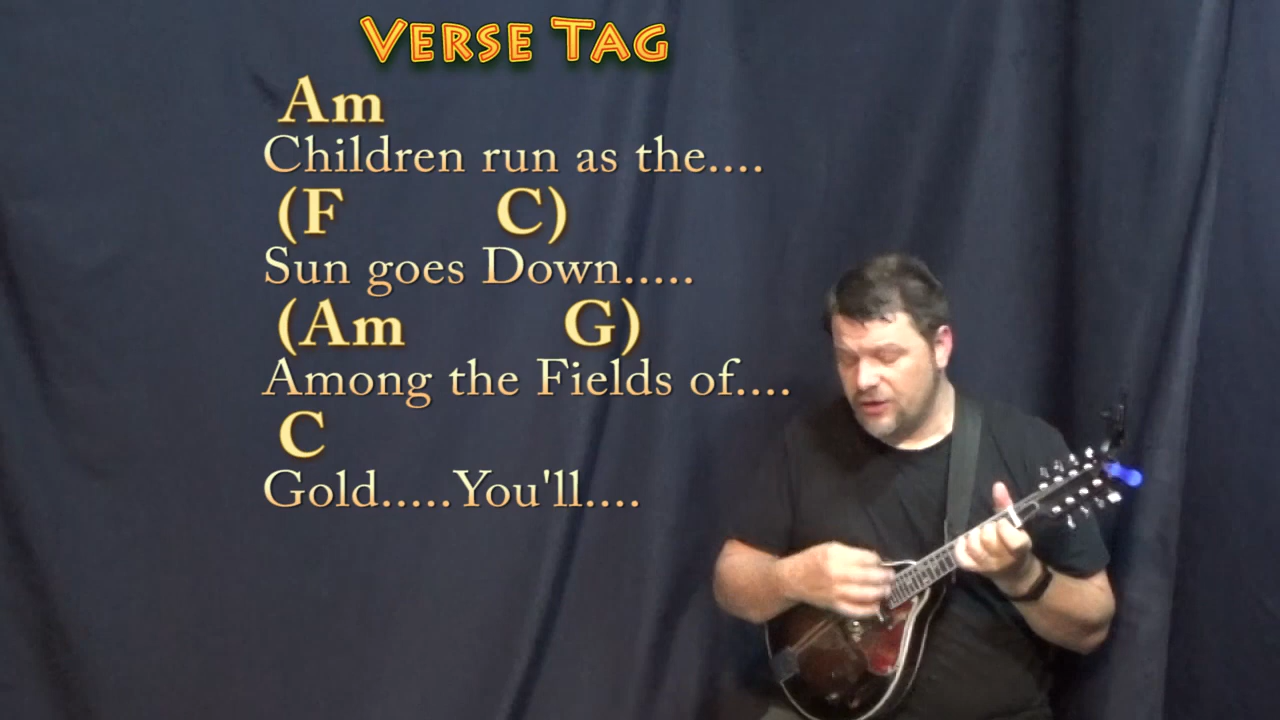 VERSE TAG
Am
Children run as the....
(F C)
Sun goes Down.....
(Am G)
Among the Fields of....
C
Gold.....You'll....